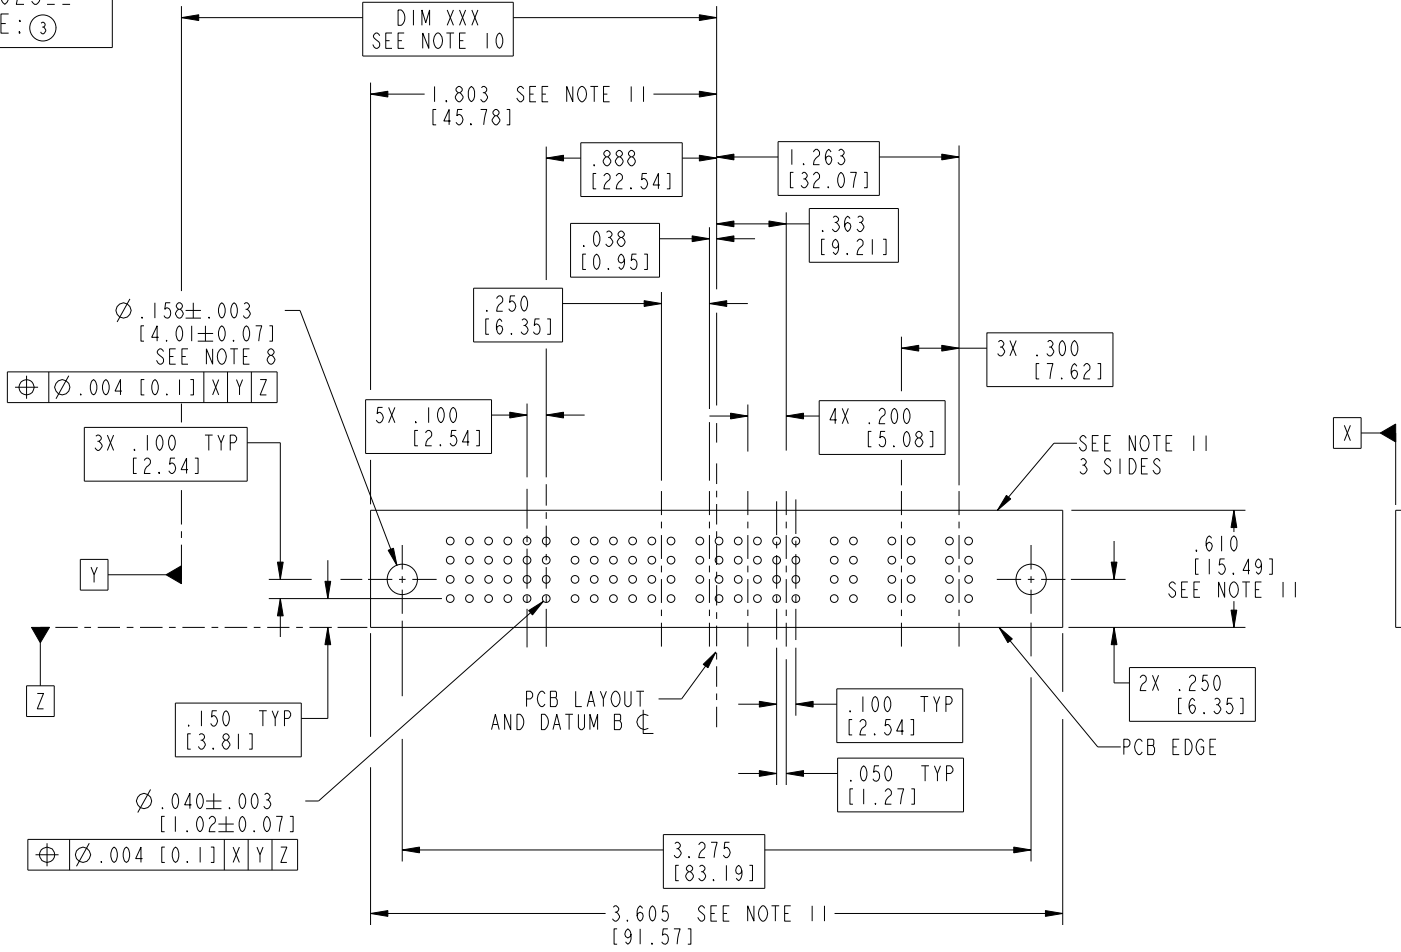 E: 3
DIM XXX
SEE NOTE 10
1.803 SEE NOTE 11
[45.78]
.888
[22.54]
1.263
[32.07]
.363
[9.21]
.038
[0.95]
.250
[6.35]
Ø.158±.003
[4.01±0.07]
SEE NOTE 8
⌖ Ø.004 [0.1] X Y Z
3X .300
[7.62]
5X .100
[2.54]
4X .200
[5.08]
3X .100 TYP
[2.54]
SEE NOTE 11
3 SIDES
X
Y
.610
[15.49]
SEE NOTE 11
Z
PCB LAYOUT
AND DATUM B ℄
.150 TYP
[3.81]
.100 TYP
[2.54]
2X .250
[6.35]
PCB EDGE
.050 TYP
[1.27]
Ø.040±.003
[1.02±0.07]
⌖ Ø.004 [0.1] X Y Z
3.275
[83.19]
3.605 SEE NOTE 11
[91.57]